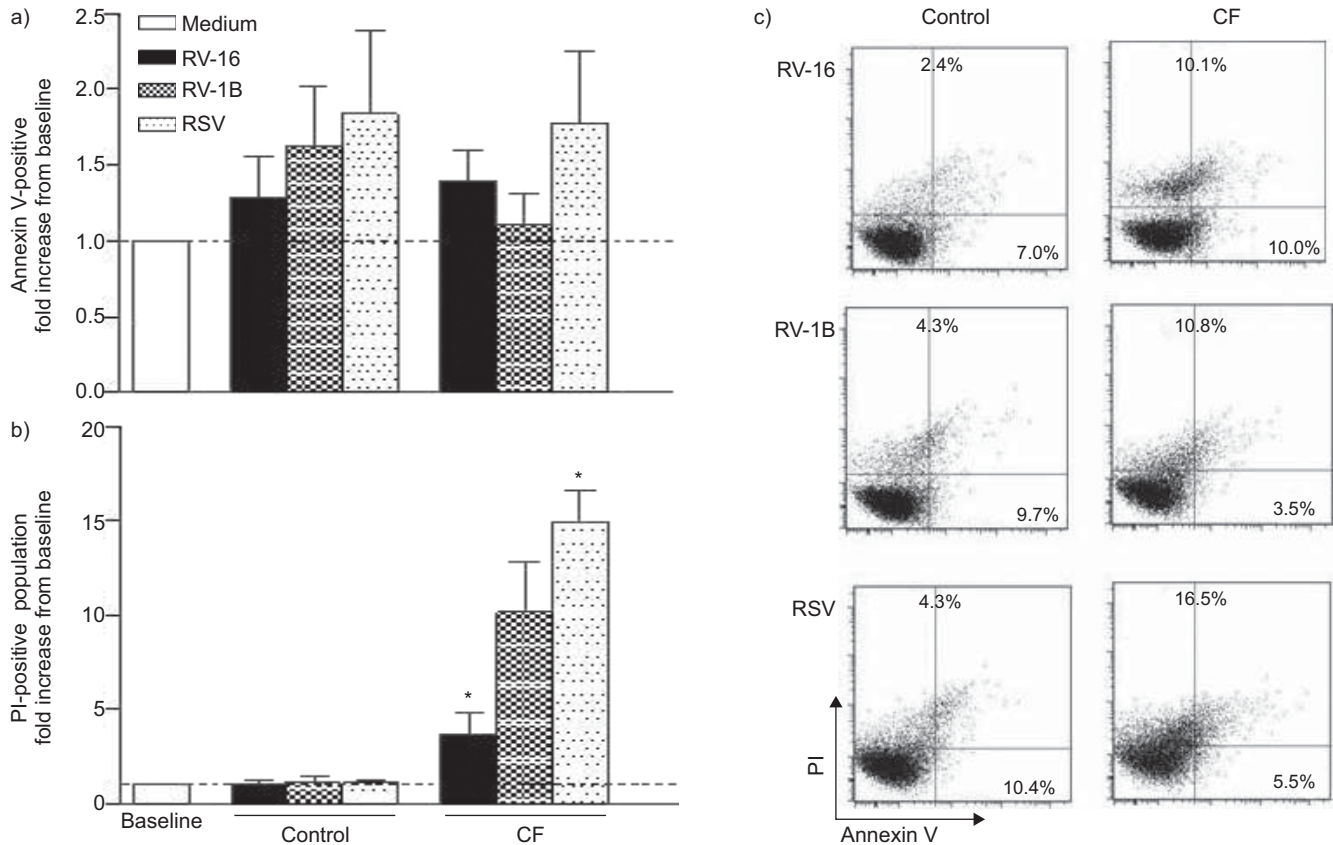 a)
2.5
2.0
1.5
1.0
0.5
0.0
Annexin V-positive
fold increase from baseline
Medium
RV-16
RV-1B
RSV
b)
20
15
10
5
0
PI-positive population
fold increase from baseline
*
*
Baseline
Control
CF
c)
Control
CF
RV-16
2.4%
7.0%
10.1%
10.0%
RV-1B
4.3%
9.7%
10.8%
3.5%
RSV
4.3%
10.4%
16.5%
5.5%
PI
Annexin V